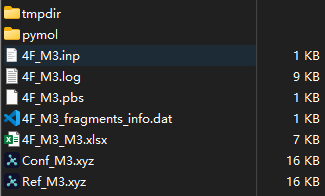 tmpdir
pymol
4F_M3.inp 1 KB
4F_M3.log 9 KB
4F_M3.pbs 1 KB
4F_M3_fragments_info.dat 1 KB
4F_M3_M3.xlsx 7 KB
Conf_M3.xyz 16 KB
Ref_M3.xyz 16 KB